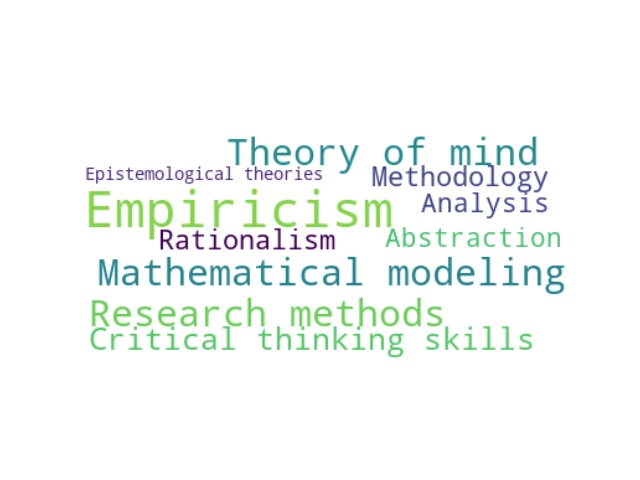 Theory of mind
Epistemological theories
Methodology
Empiricism
Analysis
Rationalism
Abstraction
Mathematical modeling
Research methods
Critical thinking skills